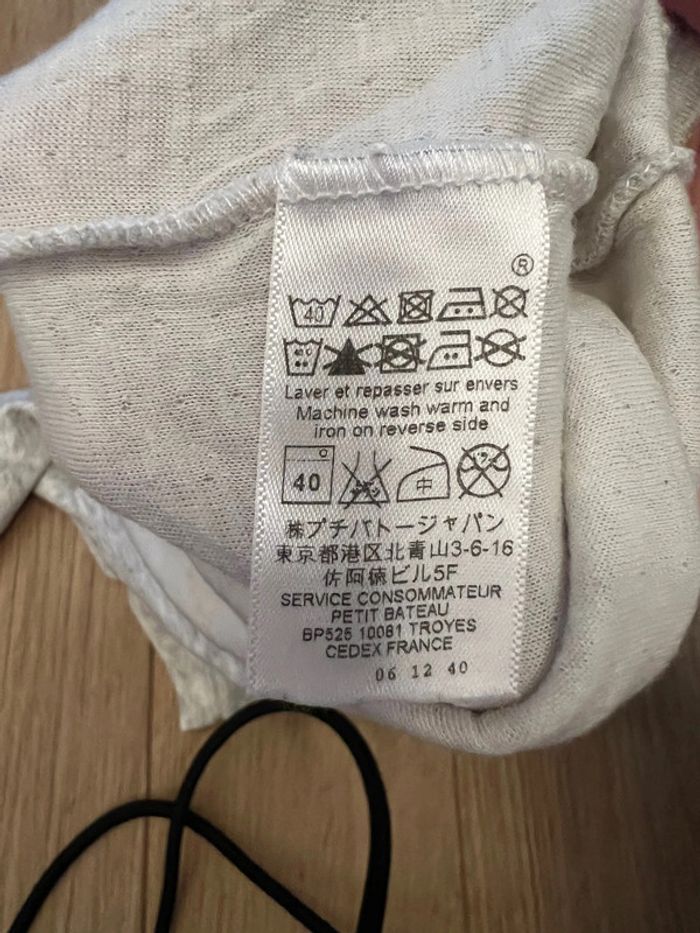 ®
40
Laver et repasser sur envers
Machine wash warm and
iron on reverse side
40 中
㈱プチバトージャパン
東京都港区北青山3-6-16
佐阿徳ビル5F
SERVICE CONSOMMATEUR
PETIT BATEAU
BP525 10081 TROYES
CEDEX FRANCE
06 12 40